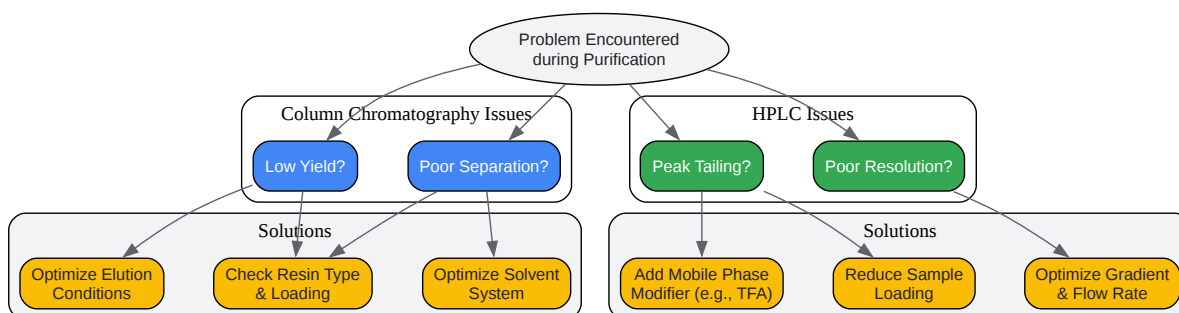 Problem Encountered
during Purification
Column Chromatography Issues
HPLC Issues
Low Yield?
Poor Separation?
Peak Tailing?
Poor Resolution?
Solutions
Solutions
Optimize Elution
Conditions
Check Resin Type
& Loading
Optimize Solvent
System
Add Mobile Phase
Modifier (e.g., TFA)
Reduce Sample
Loading
Optimize Gradient
& Flow Rate